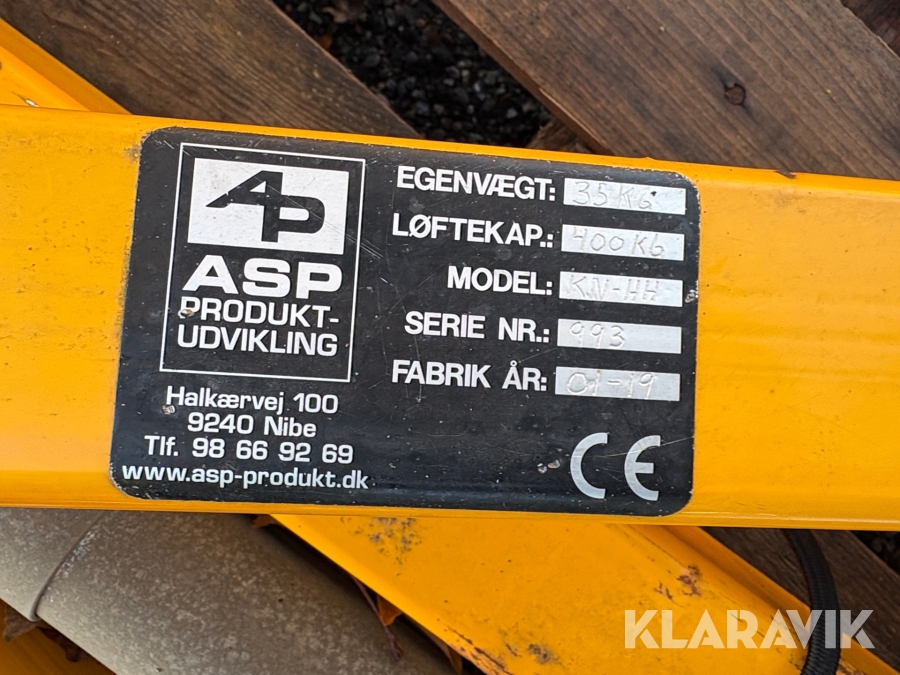 AP
ASP
PRODUKT-
UDVIKLING
Halkærvej 100
9240 Nibe
Tlf. 98 66 92 69
www.asp-produkt.dk
EGENVÆGT: 35 KG
LØFTEKAP.: 400 KG
MODEL: KN-HH
SERIE NR.: 993
FABRIK ÅR: 01-19
CE
KLARAVIK